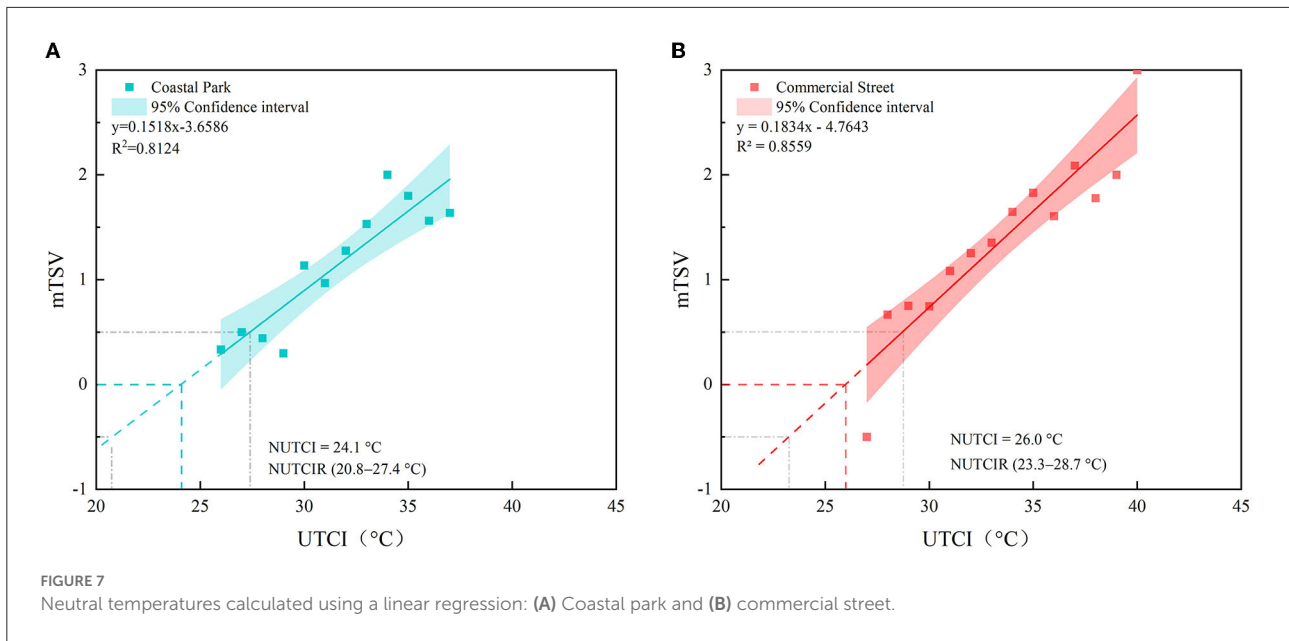 A
3
2
1
0
-1
mTSV
Coastal Park
95% Confidence interval
y=0.1518x-3.6586
R²=0.8124
NUTCI = 24.1 °C
NUTCIR (20.8–27.4 °C)
20 25 30 35 40 45
UTCI（°C）
B
3
2
1
0
-1
mTSV
Commercial Street
95% Confidence interval
y = 0.1834x - 4.7643
R² = 0.8559
NUTCI = 26.0 °C
NUTCIR (23.3–28.7 °C)
20 25 30 35 40 45
UTCI（°C）
FIGURE 7
Neutral temperatures calculated using a linear regression: (A) Coastal park and (B) commercial street.